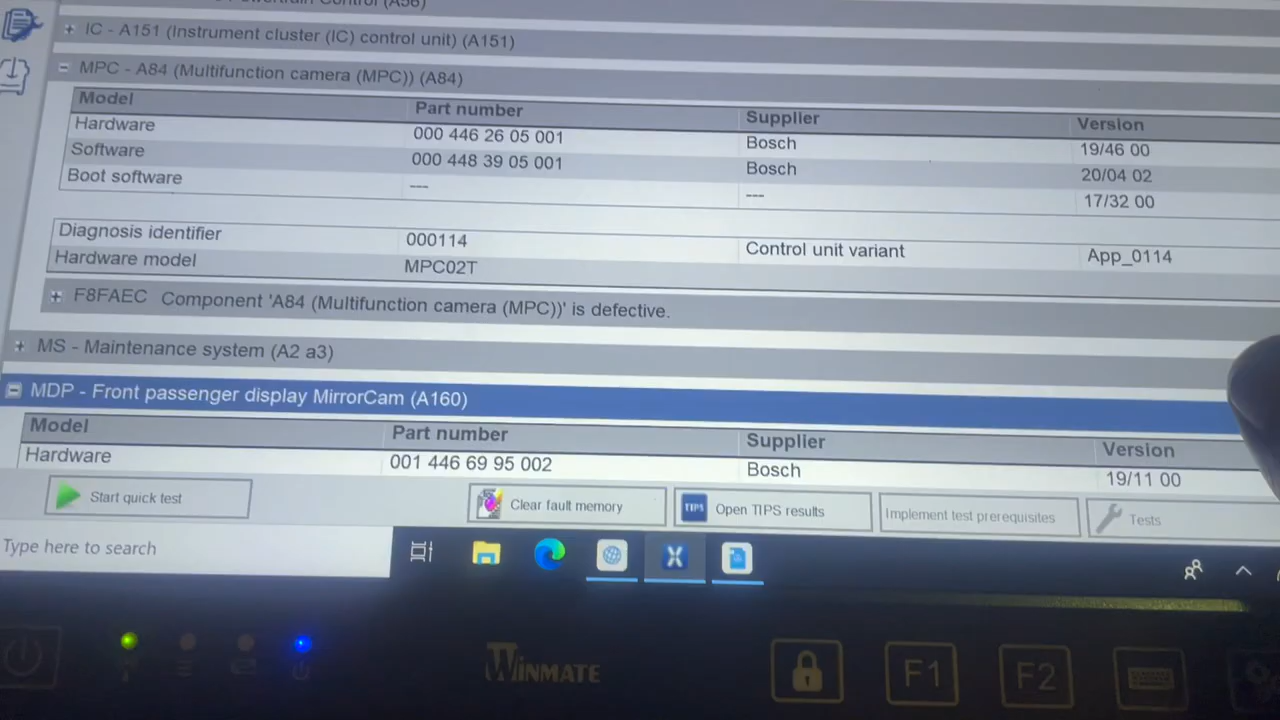 Powertrain Control (A56)
IC - A151 (Instrument cluster (IC) control unit) (A151)
MPC - A84 (Multifunction camera (MPC)) (A84)
Model Part number Supplier Version
Hardware 000 446 26 05 001 Bosch 19/46 00
Software 000 448 39 05 001 Bosch 20/04 02
Boot software --- --- 17/32 00
Diagnosis identifier 000114 Control unit variant App_0114
Hardware model MPC02T
F8FAEC Component 'A84 (Multifunction camera (MPC))' is defective.
MS - Maintenance system (A2 a3)
MDP - Front passenger display MirrorCam (A160)
Model Part number Supplier Version
Hardware 001 446 69 95 002 Bosch 19/11 00
Start quick test Clear fault memory TIPS Open TIPS results Implement test prerequisites Tests
Type here to search
WINMATE F1 F2